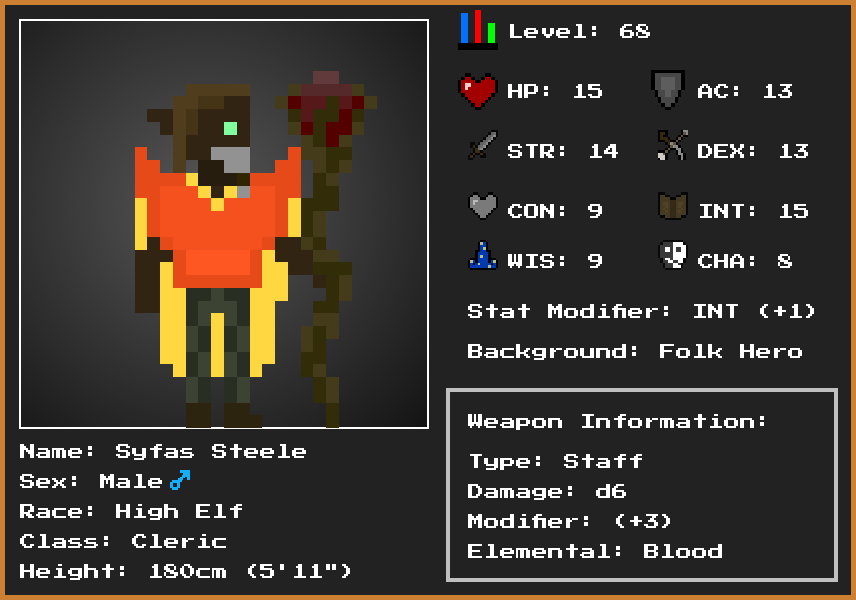 Level: 68
HP: 15
AC: 13
STR: 14
DEX: 13
CON: 9
INT: 15
WIS: 9
CHA: 8
Stat Modifier: INT (+1)
Background: Folk Hero
Weapon Information:
Type: Staff
Damage: d6
Modifier: (+3)
Elemental: Blood
Name: Syfas Steele
Sex: Male ♂
Race: High Elf
Class: Cleric
Height: 180cm (5'11")